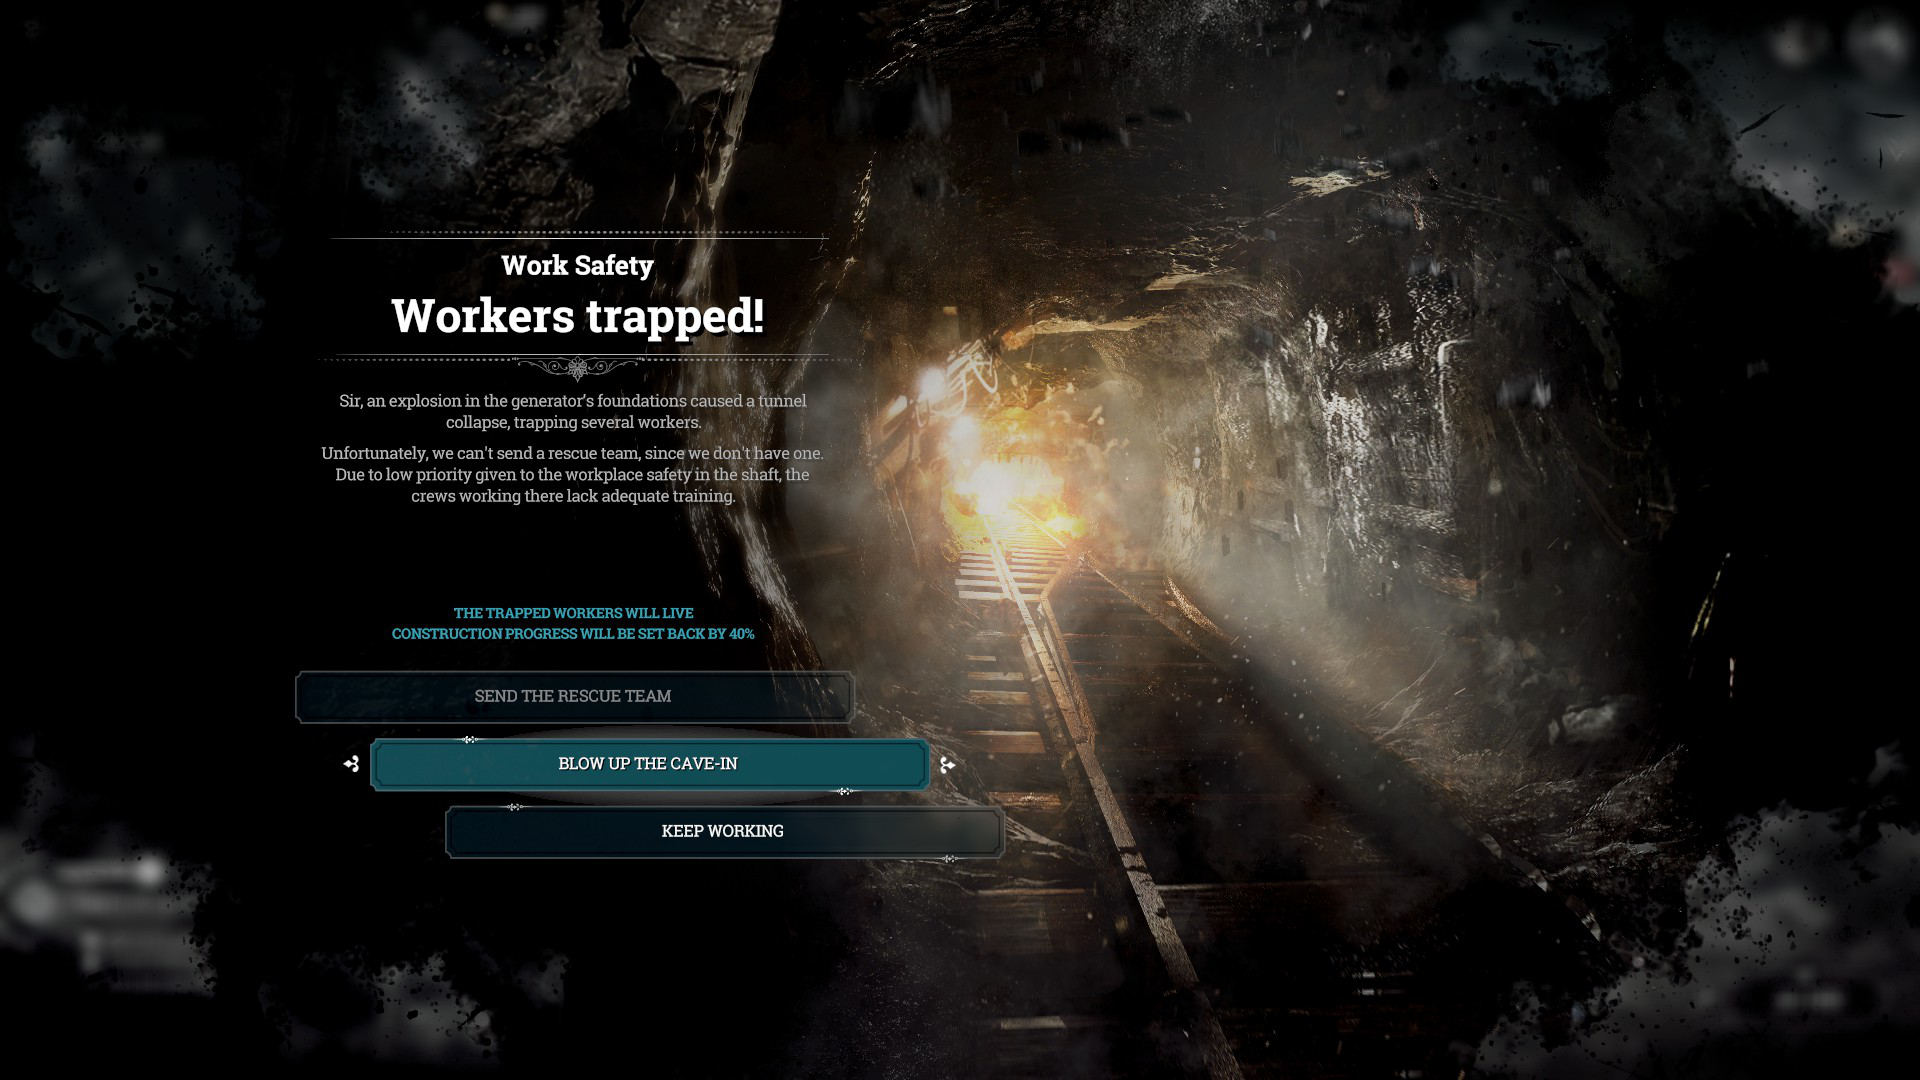 Work Safety
Workers trapped!
Sir, an explosion in the generator's foundations caused a tunnel
collapse, trapping several workers.
Unfortunately, we can't send a rescue team, since we don't have one.
Due to low priority given to the workplace safety in the shaft, the
crews working there lack adequate training.
THE TRAPPED WORKERS WILL LIVE
CONSTRUCTION PROGRESS WILL BE SET BACK BY 40%
SEND THE RESCUE TEAM
BLOW UP THE CAVE-IN
KEEP WORKING